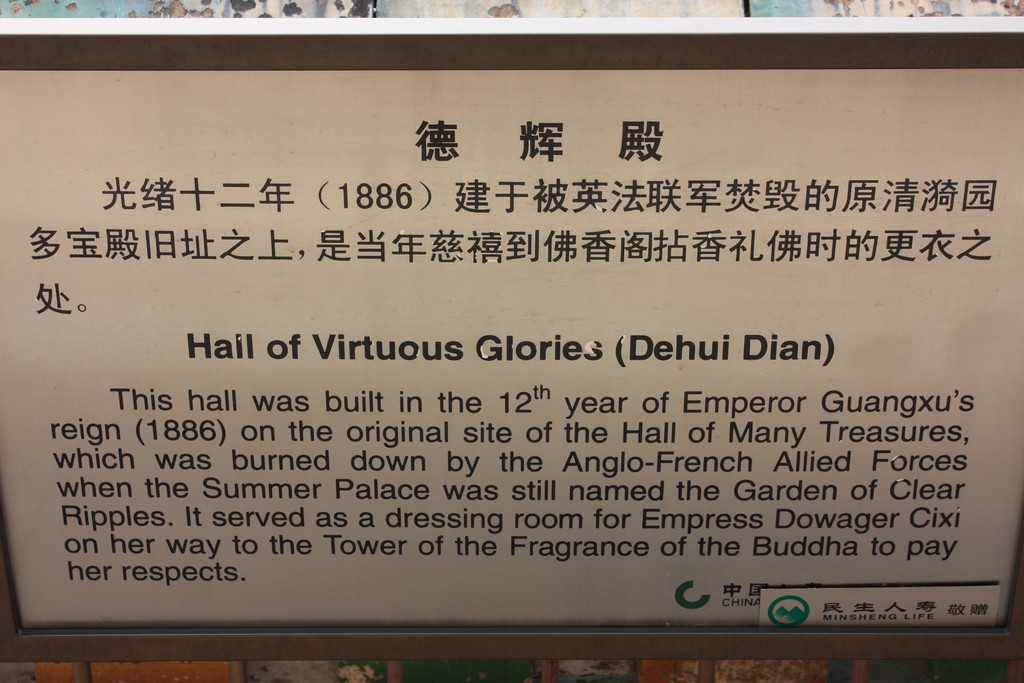 德 辉 殿
光绪十二年（1886）建于被英法联军焚毁的原清漪园
多宝殿旧址之上，是当年慈禧到佛香阁拈香礼佛时的更衣之
处。
Hall of Virtuous Glories (Dehui Dian)
This hall was built in the 12th year of Emperor Guangxu's
reign (1886) on the original site of the Hall of Many Treasures,
which was burned down by the Anglo-French Allied Forces
when the Summer Palace was still named the Garden of Clear
Ripples. It served as a dressing room for Empress Dowager Cixi
on her way to the Tower of the Fragrance of the Buddha to pay
her respects.
中国
CHINA
民生人寿 敬赠
MINSHENG LIFE